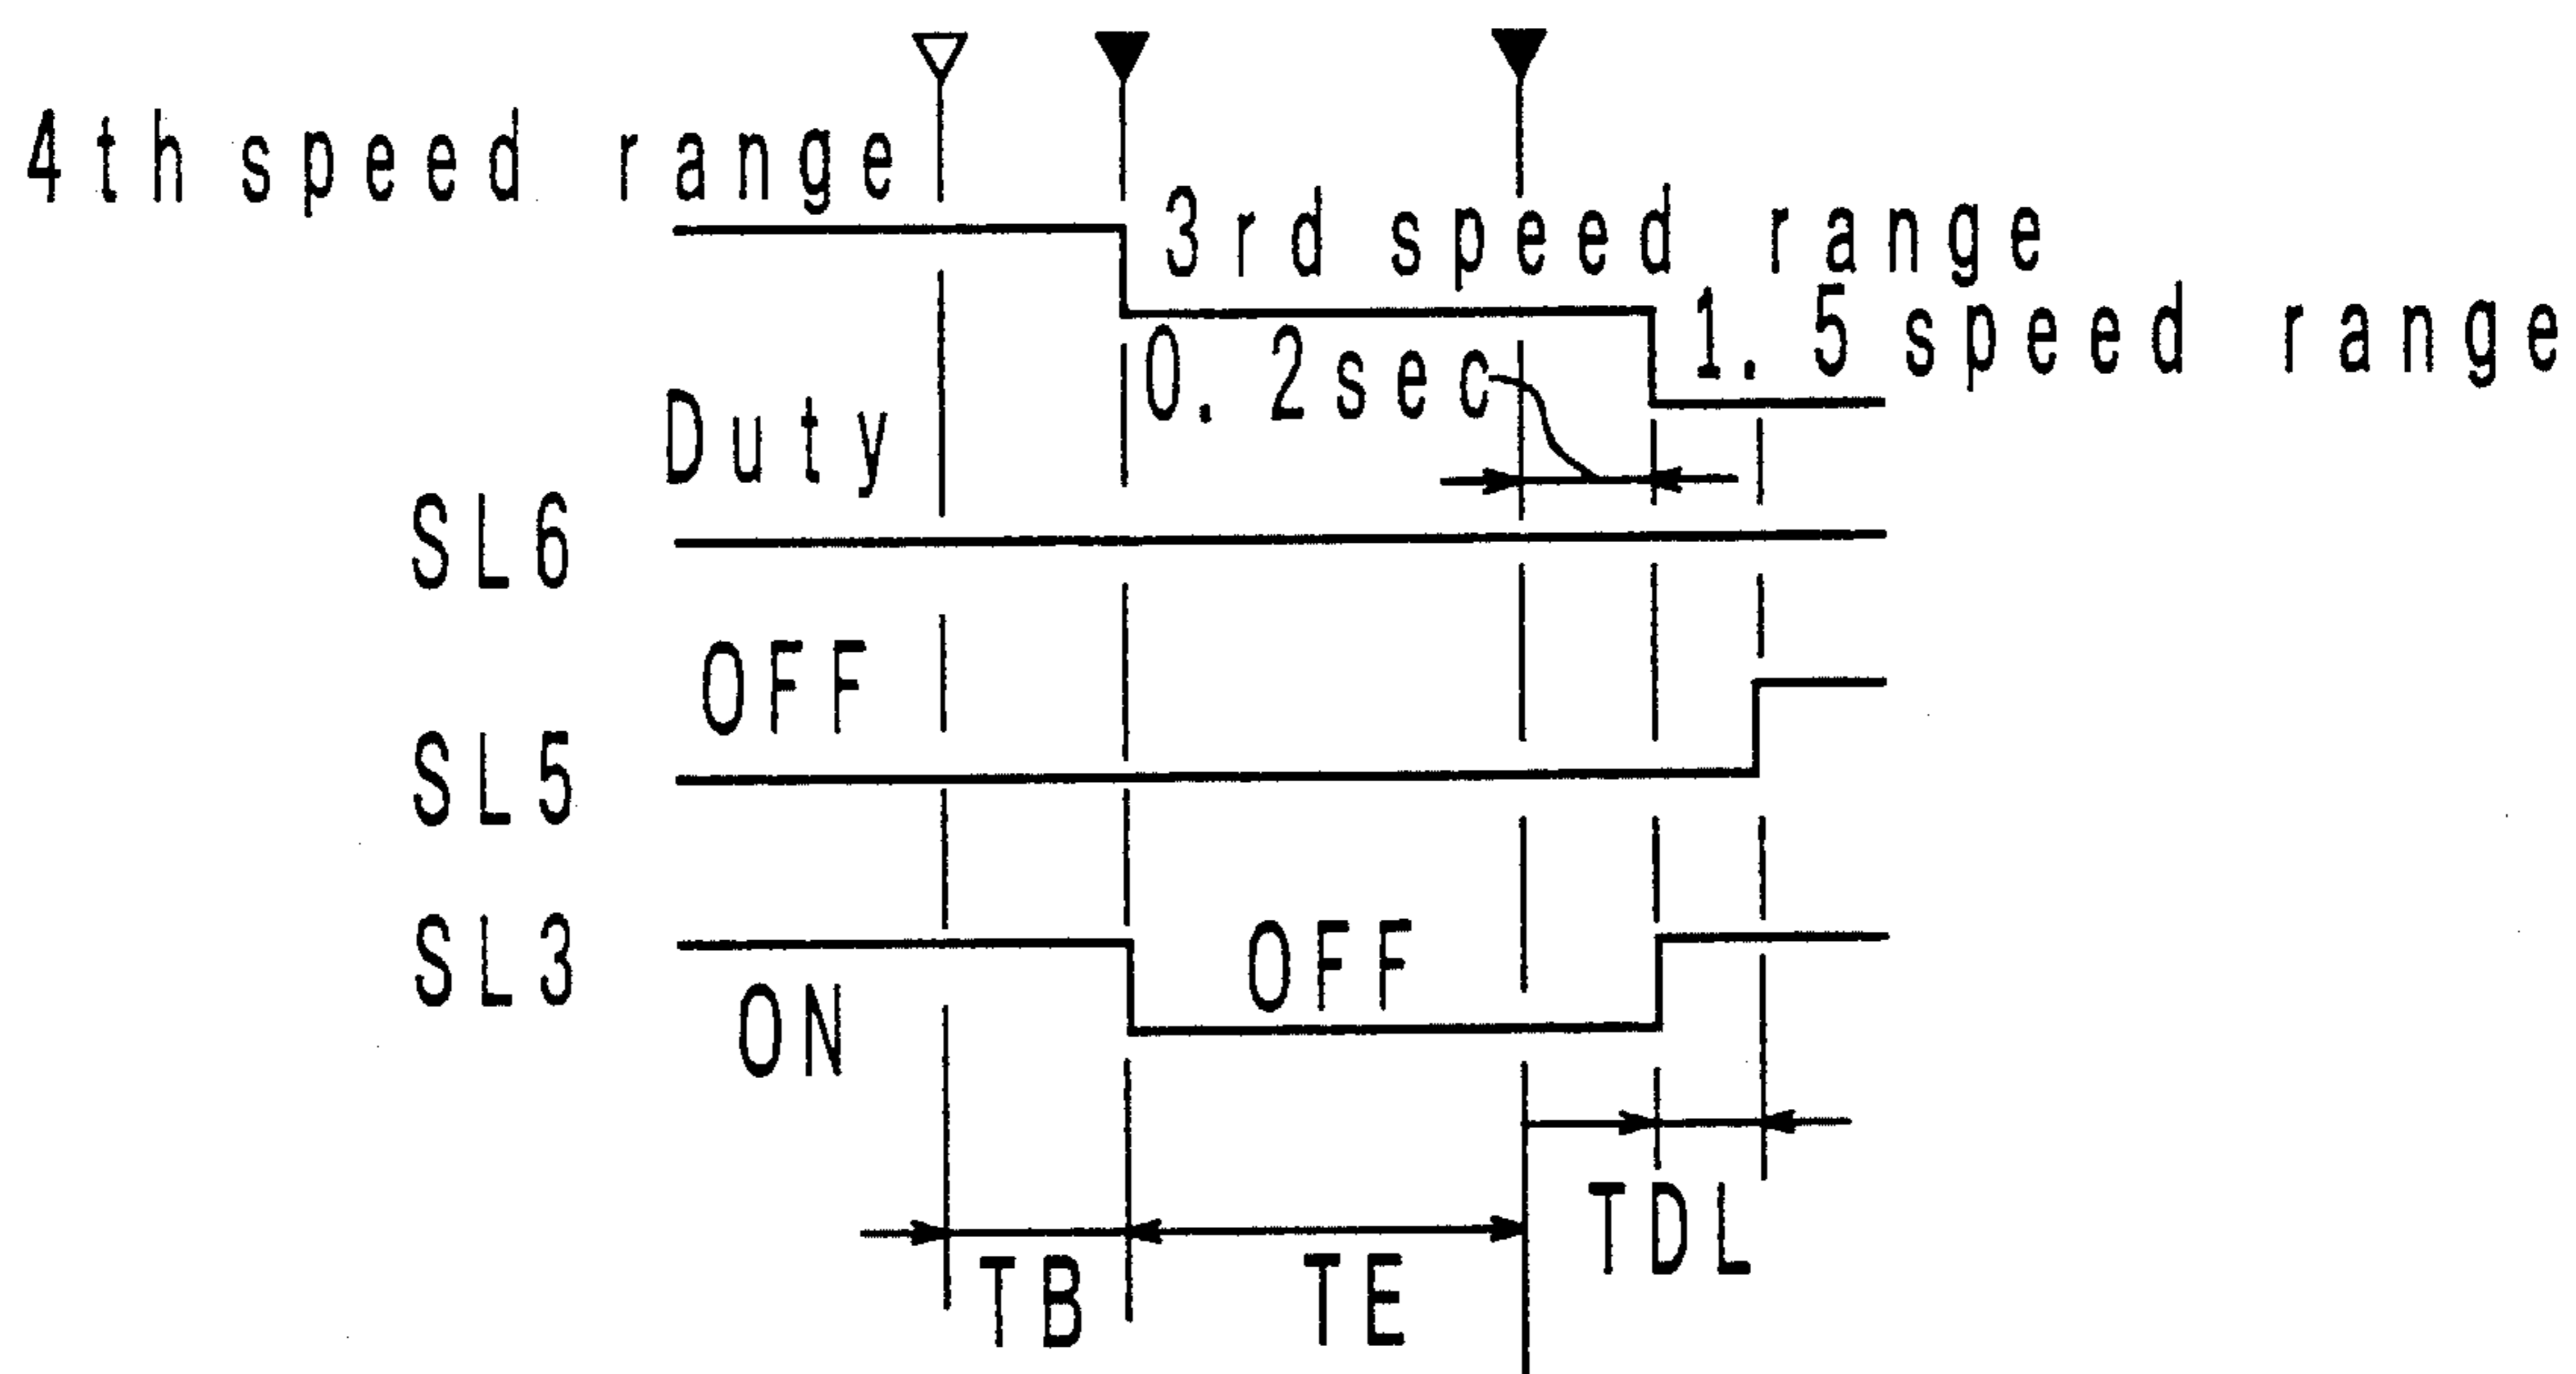 4th speed range
3rd speed range
1.5 speed range
0.2sec
Duty
SL6
OFF
SL5
SL3
OFF
ON
TDL
TB
TE